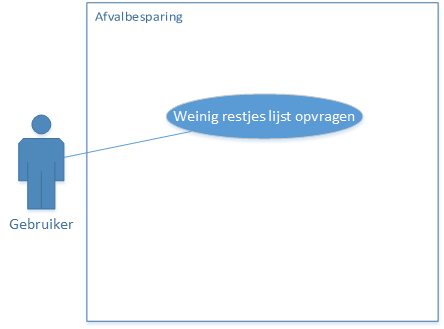 Afvalbesparing
Weinig restjes lijst opvragen
Gebruiker